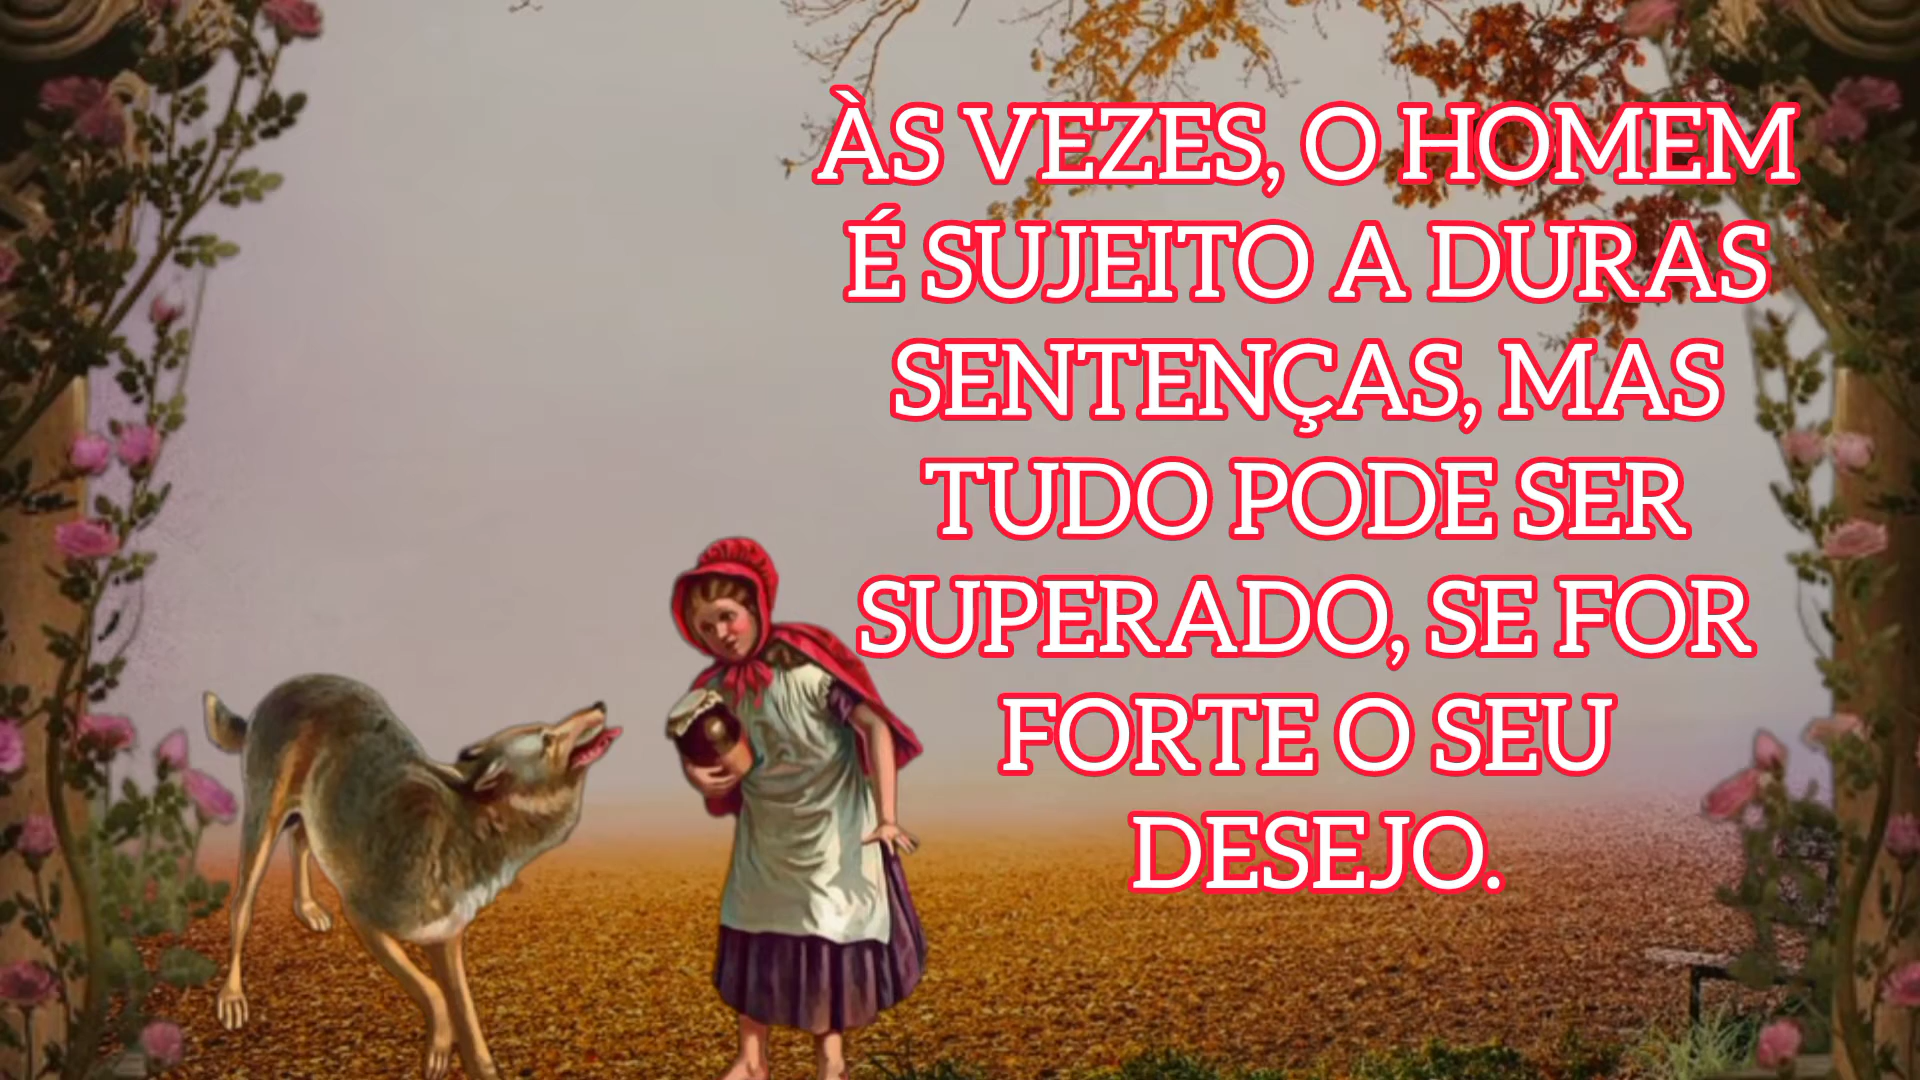 ÀS VEZES, O HOMEM
É SUJEITO A DURAS
SENTENÇAS, MAS
TUDO PODE SER
SUPERADO, SE FOR
FORTE O SEU
DESEJO.